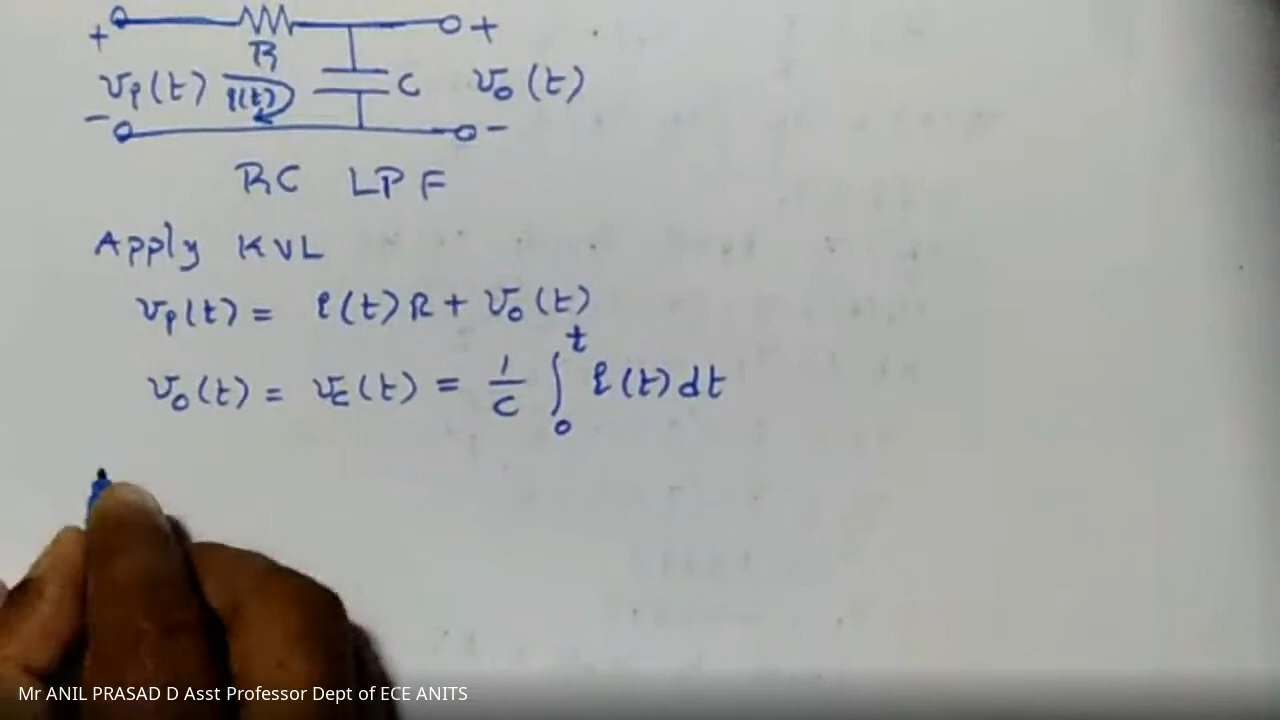 + R +
vi(t) i(t) C vo(t)
- -
RC LPF
Apply KVL
vi(t) = i(t)R + vo(t)
vo(t) = vc(t) = 1/C ∫0^t i(t)dt
Mr ANIL PRASAD D Asst Professor Dept of ECE ANITS